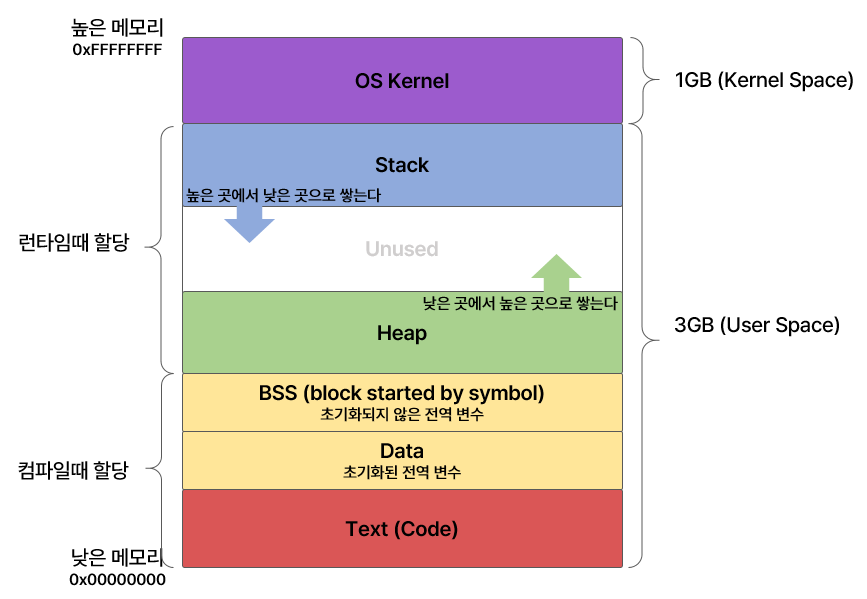 높은 메모리
0xFFFFFFFF
OS Kernel
1GB (Kernel Space)
Stack
높은 곳에서 낮은 곳으로 쌓는다
런타임때 할당
Unused
낮은 곳에서 높은 곳으로 쌓는다
Heap
3GB (User Space)
BSS (block started by symbol)
초기화되지 않은 전역 변수
컴파일때 할당
Data
초기화된 전역 변수
Text (Code)
낮은 메모리
0x00000000